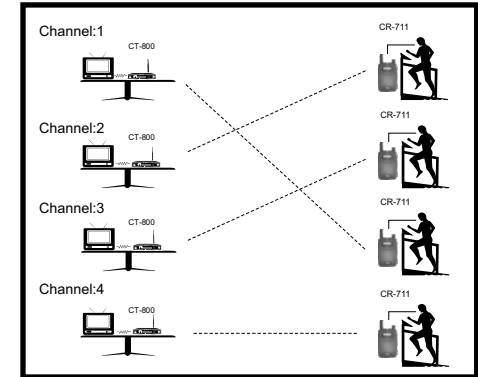 Channel:1
CT-800
CR-711
Channel:2
CT-800
CR-711
Channel:3
CT-800
CR-711
Channel:4
CT-800
CR-711